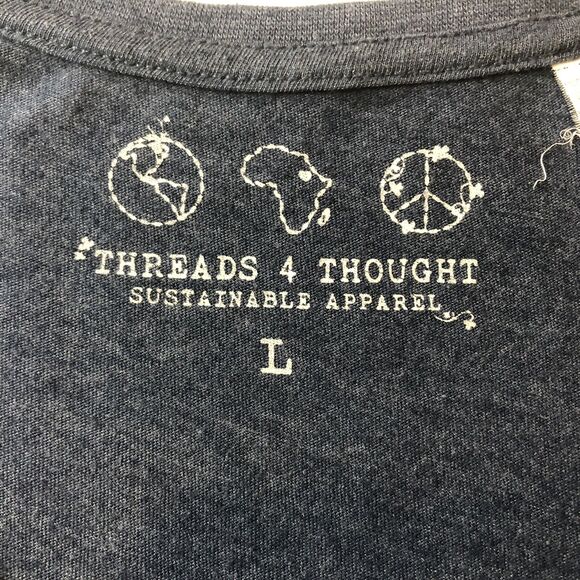 THREADS 4 THOUGHT
SUSTAINABLE APPAREL
L